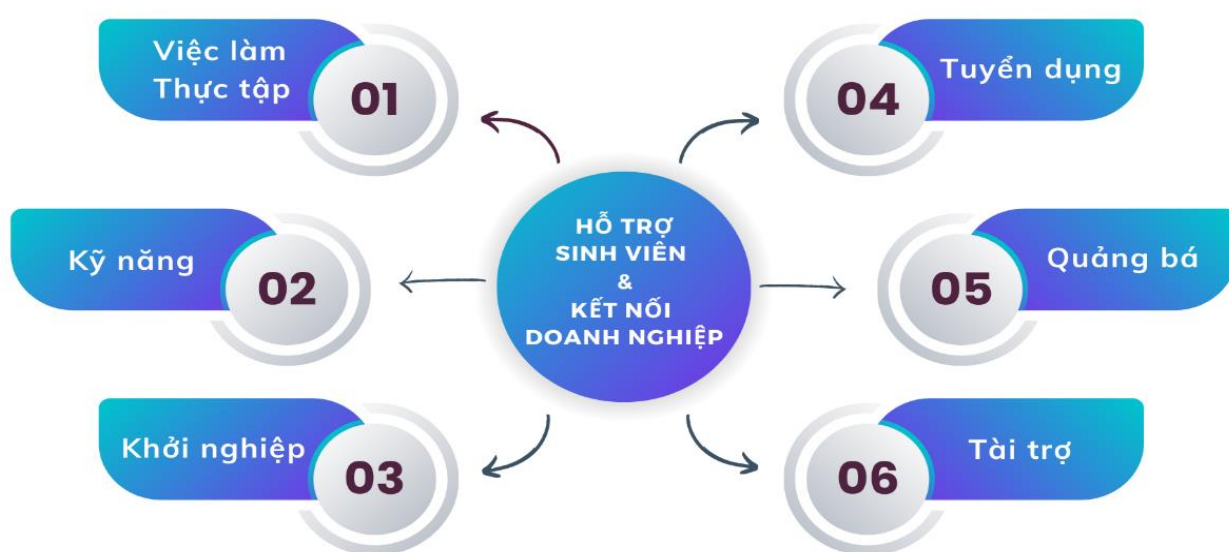 Việc làm
Thực tập
01
Kỹ năng
02
Khởi nghiệp
03
HỖ TRỢ
SINH VIÊN
&
KẾT NỐI
DOANH NGHIỆP
04
Tuyển dụng
05
Quảng bá
06
Tài trợ